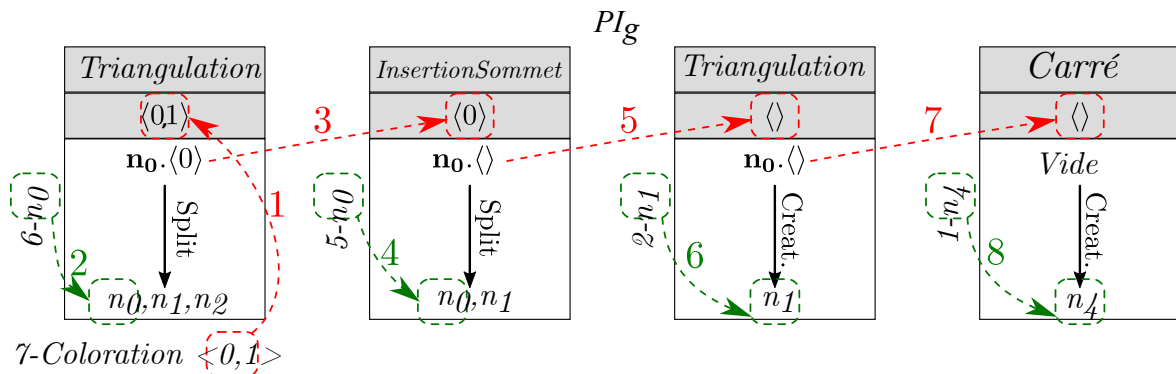 PIg
Triangulation
⟨0,1⟩
n0.⟨0⟩
6-n0
Split
1
2
n0,n1,n2
7-Coloration <0,1>
3
InsertionSommet
⟨0⟩
n0.⟨⟩
5-n0
Split
4
n0,n1
5
Triangulation
⟨⟩
n0.⟨⟩
2-n1
Creat.
6
n1
7
Carré
⟨⟩
Vide
1-n4
Creat.
8
n4